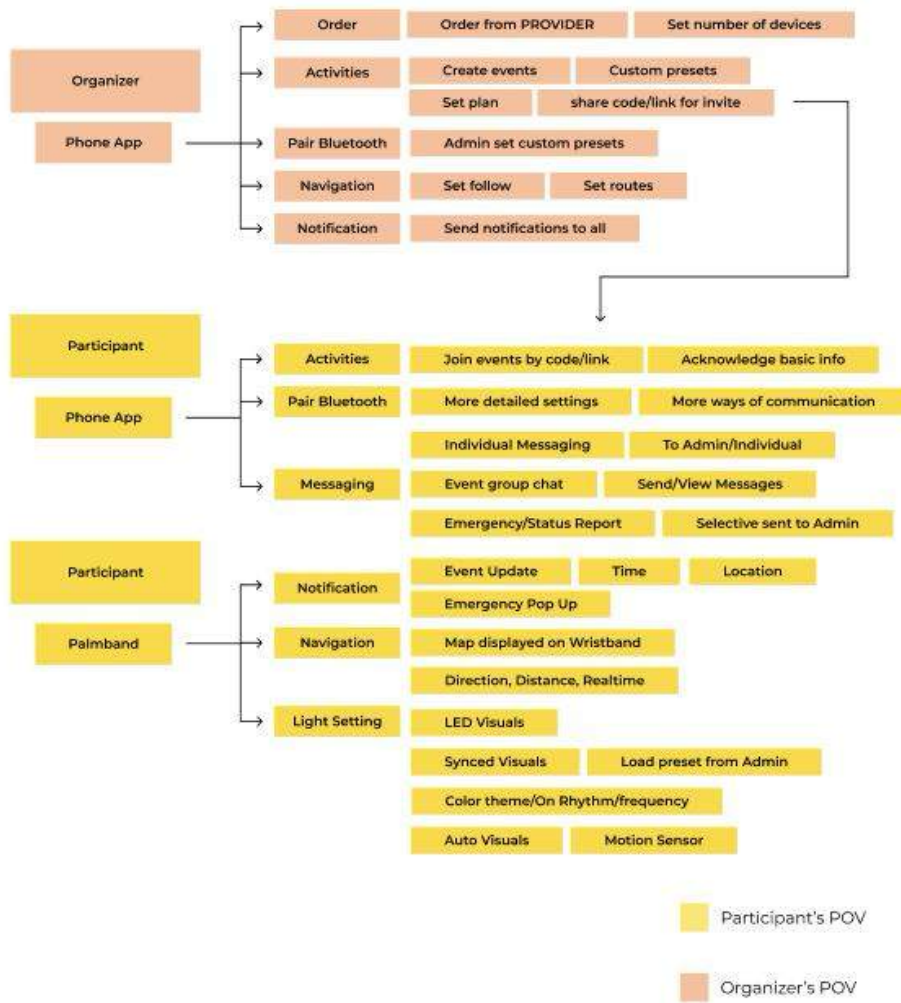 Order
Order from PROVIDER
Set number of devices
Organizer
Activities
Create events
Custom presets
Set plan
share code/link for invite
Phone App
Pair Bluetooth
Admin set custom presets
Navigation
Set follow
Set routes
Notification
Send notifications to all
Participant
Activities
Join events by code/link
Acknowledge basic info
Phone App
Pair Bluetooth
More detailed settings
More ways of communication
Individual Messaging
To Admin/Individual
Messaging
Event group chat
Send/View Messages
Emergency/Status Report
Selective sent to Admin
Participant
Notification
Event Update
Time
Location
Emergency Pop Up
Palmband
Navigation
Map displayed on Wristband
Direction, Distance, Realtime
Light Setting
LED Visuals
Synced Visuals
Load preset from Admin
Color theme/On Rhythm/frequency
Auto Visuals
Motion Sensor
Participant's POV
Organizer's POV